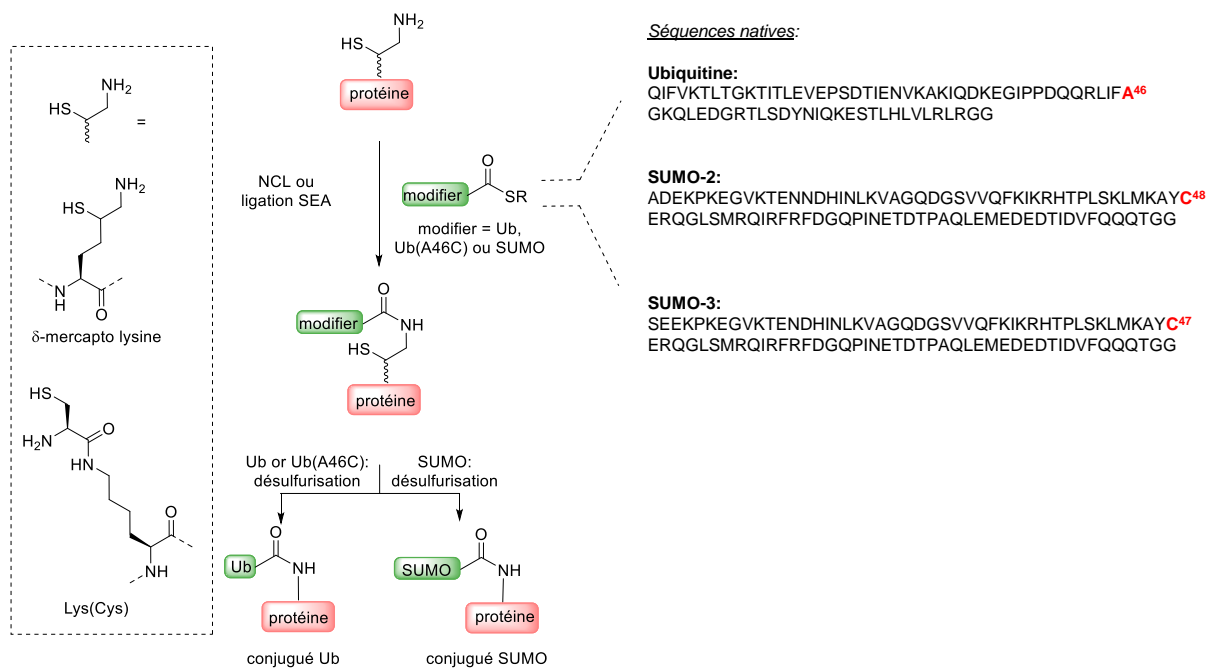 NH₂
HS
=
NH₂
HS
N
H
O
δ-mercapto lysine
HS
H₂N
O
HN
O
NH
Lys(Cys)
NH₂
HS
protéine
NCL ou
ligation SEA
O
modifier
SR
modifier = Ub,
Ub(A46C) ou SUMO
O
modifier
NH
HS
protéine
Ub or Ub(A46C):
désulfurisation
SUMO:
désulfurisation
O
Ub
NH
protéine
conjugué Ub
O
SUMO
NH
protéine
conjugué SUMO
Séquences natives:
Ubiquitine:
QIFVKTLTGKTITLEVEPSDTIENVKAKIQDKEGIPPDQQRLIFA⁴⁶
GKQLEDGRTLSDYNIQKESTLHLVLRLRGG
SUMO-2:
ADEKPKEGVKTENNDHINLKVAGQDGSVVQFKIKRHTPLSKLMKAYC⁴⁸
ERQGLSMRQIRFRFDGQPINETDTPAQLEMEDEDTIDVFQQQTGG
SUMO-3:
SEEKPKEGVKTENDHINLKVAGQDGSVVQFKIKRHTPLSKLMKAYC⁴⁷
ERQGLSMRQIRFRFDGQPINETDTPAQLEMEDEDTIDVFQQQTGG